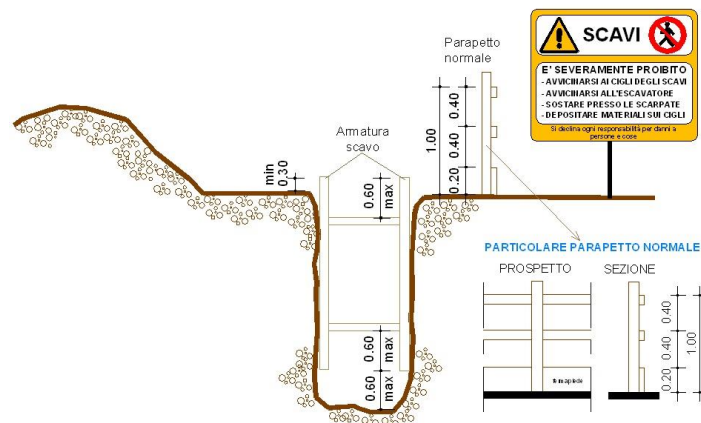 SCAVI
E' SEVERAMENTE PROIBITO
- AVVICINARSI AI CIGLI DEGLI SCAVI
- AVVICINARSI ALL'ESCAVATORE
- SOSTARE PRESSO LE SCARPATE
- DEPOSITARE MATERIALI SUI CIGLI
Si declina ogni responsabilità per danni a
persone e cose
Parapetto
normale
Armatura
scavo
min
0,30
0.60 max
1.00
0.40
0.40
0.20
0.60 max
0.60 max
PARTICOLARE PARAPETTO NORMALE
PROSPETTO
SEZIONE
0.40
0.40
0.20
1.00